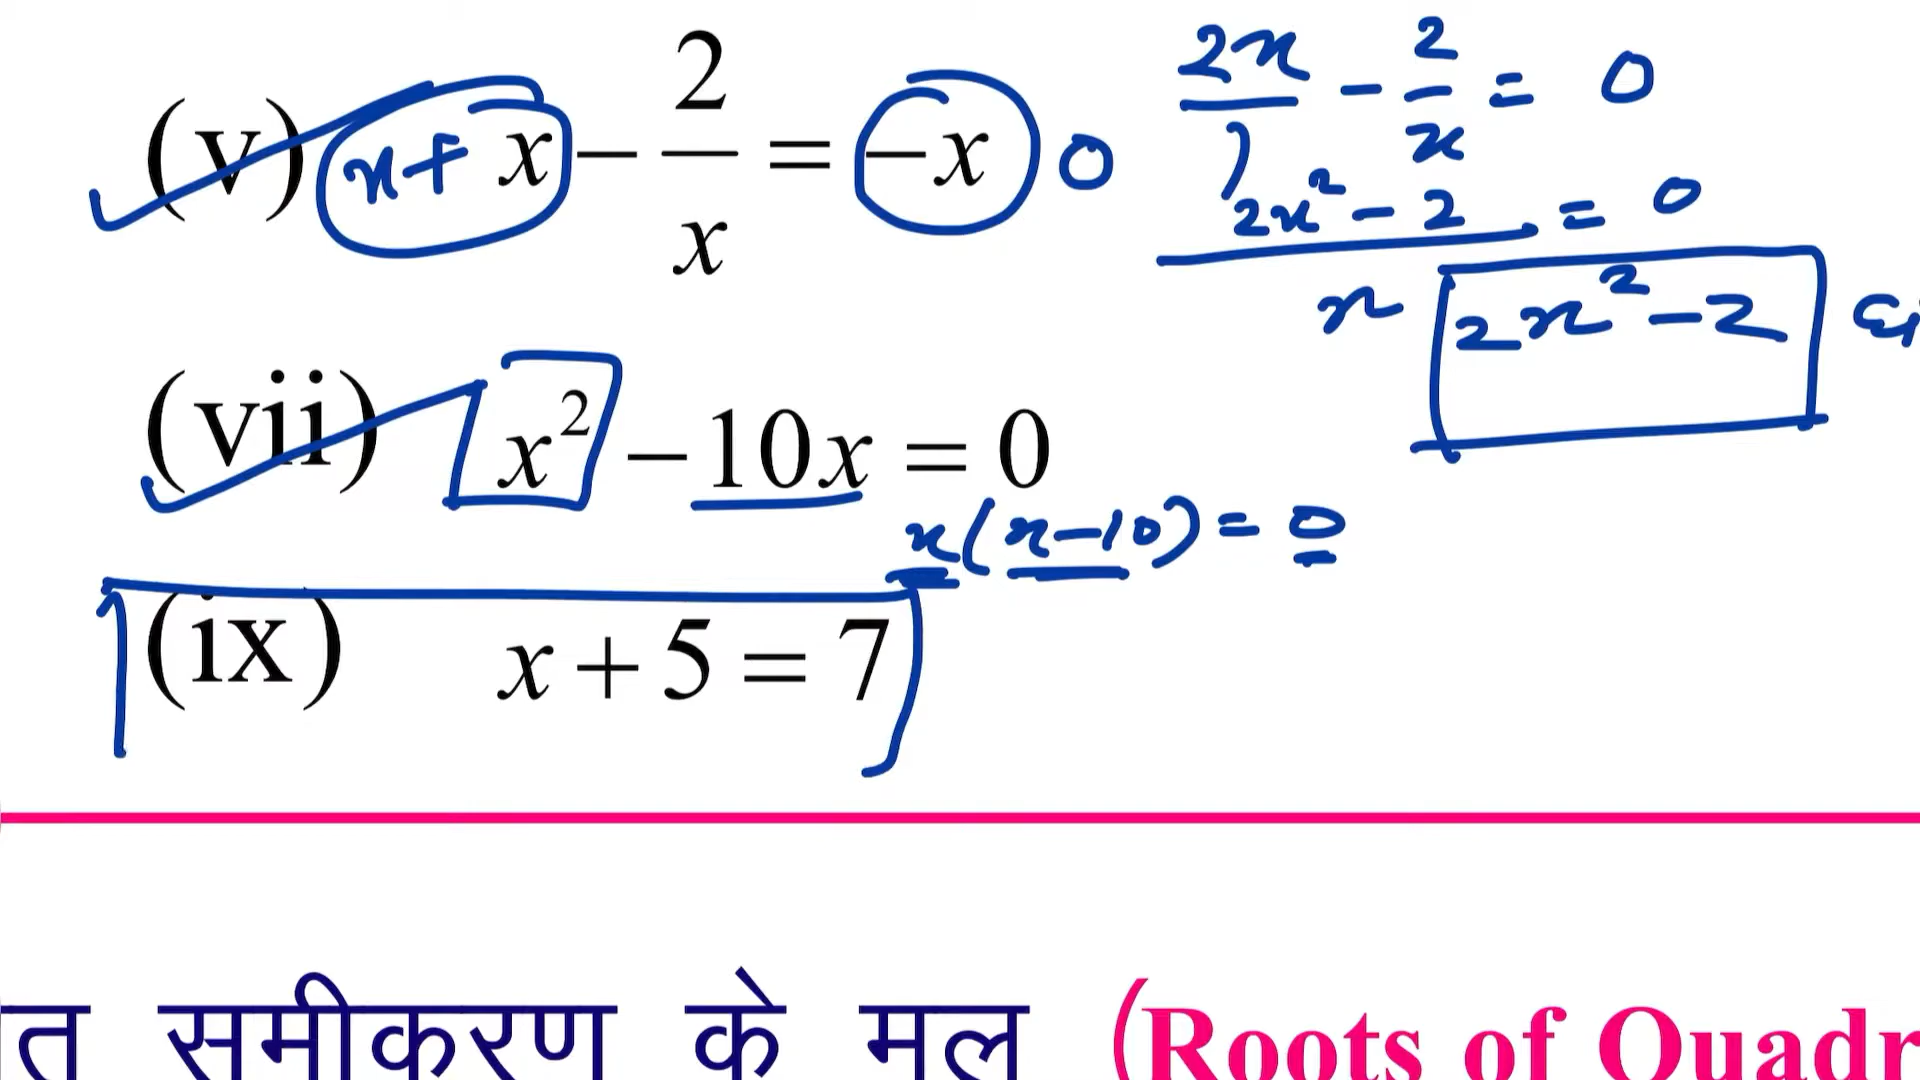 (v) x+ x − 2/x = −x 0
2x/1 − 2/x = 0
2x² − 2 = 0
x 2x² − 2
(vii) x² − 10x = 0
x(x−10) = 0
(ix) x + 5 = 7
त समीकरण के मूल (Roots of Quadr